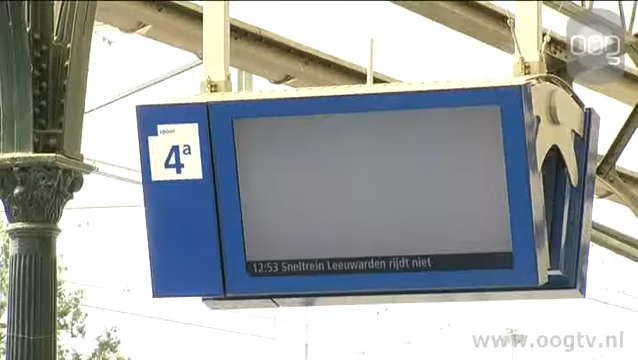 oog
spoor
4a
12:53 Sneltrein Leeuwarden rijdt niet
www.oogtv.nl